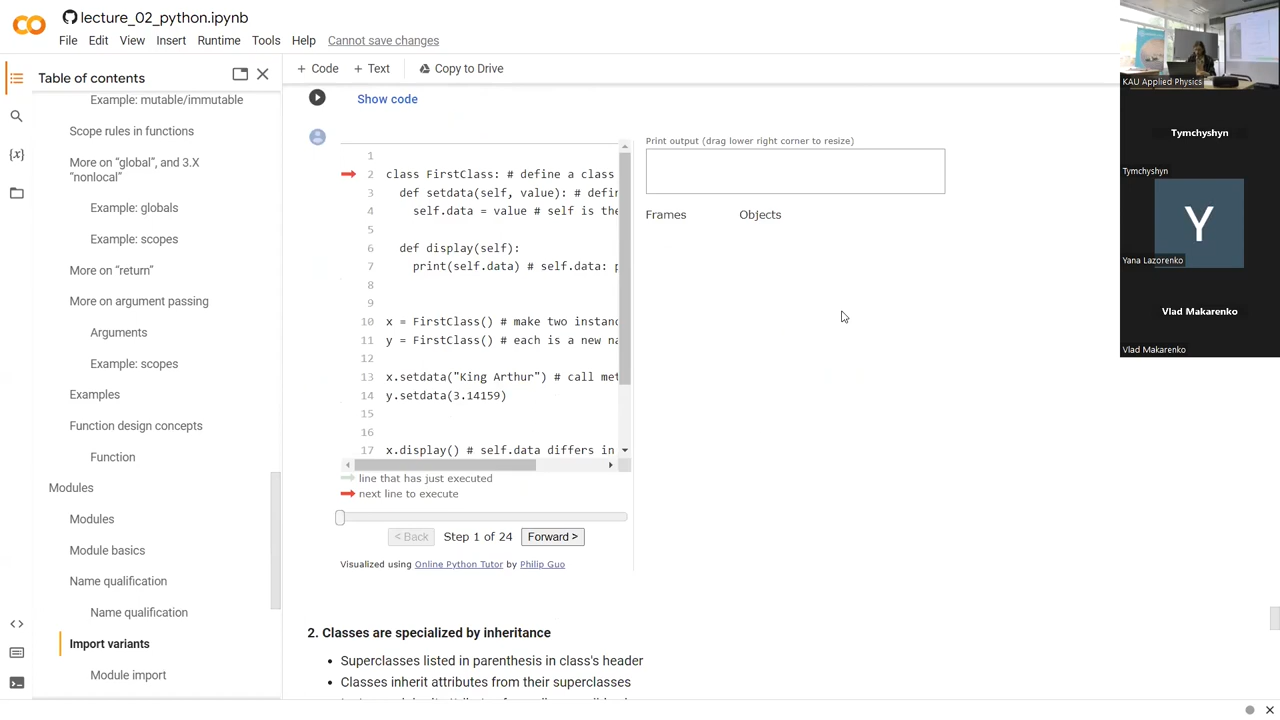 lecture_02_python.ipynb
File Edit View Insert Runtime Tools Help Cannot save changes
Table of contents
+ Code + Text Copy to Drive
Example: mutable/immutable
Scope rules in functions
More on “global”, and 3.X
“nonlocal”
Example: globals
Example: scopes
More on “return”
More on argument passing
Arguments
Example: scopes
Examples
Function design concepts
Function
Modules
Modules
Module basics
Name qualification
Name qualification
Import variants
Module import
Show code
1
2 class FirstClass: # define a class
3 def setdata(self, value): # defin
4 self.data = value # self is the
5
6 def display(self):
7 print(self.data) # self.data: p
8
9
10 x = FirstClass() # make two instanc
11 y = FirstClass() # each is a new na
12
13 x.setdata("King Arthur") # call met
14 y.setdata(3.14159)
15
16
17 x.display() # self.data differs in
line that has just executed
next line to execute
< Back Step 1 of 24 Forward >
Visualized using Online Python Tutor by Philip Guo
Print output (drag lower right corner to resize)
Frames Objects
2. Classes are specialized by inheritance
• Superclasses listed in parenthesis in class's header
• Classes inherit attributes from their superclasses
KAU Applied Physics
Tymchyshyn
Tymchyshyn
Y
Yana Lazorenko
Vlad Makarenko
Vlad Makarenko